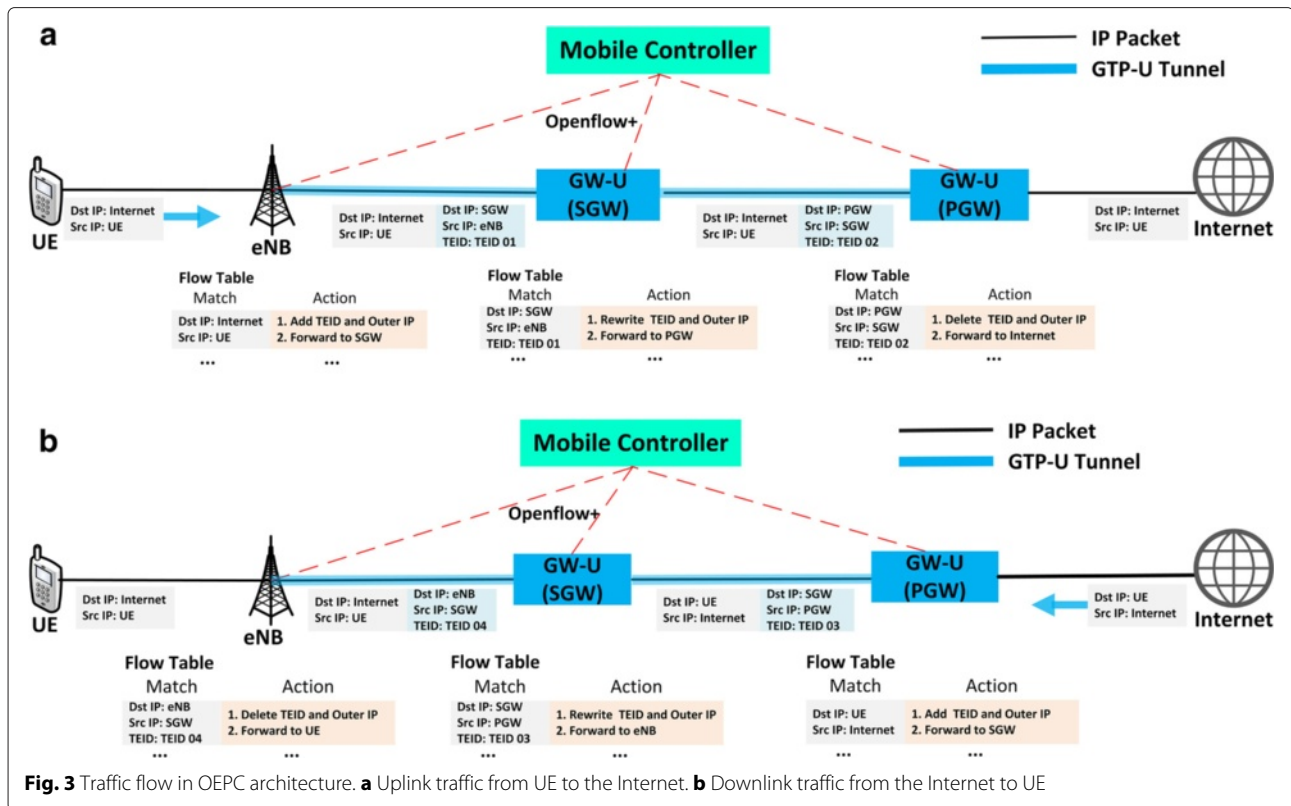 a
Mobile Controller
IP Packet
GTP-U Tunnel
Openflow+
UE
eNB
GW-U
(SGW)
GW-U
(PGW)
Internet
Dst IP: Internet
Src IP: UE
Dst IP: Internet
Src IP: UE
Dst IP: SGW
Src IP: eNB
TEID: TEID 01
Dst IP: Internet
Src IP: UE
Dst IP: PGW
Src IP: SGW
TEID: TEID 02
Dst IP: Internet
Src IP: UE
Flow Table
Match Action
Dst IP: Internet
Src IP: UE
1. Add TEID and Outer IP
2. Forward to SGW
... ...
Flow Table
Match Action
Dst IP: SGW
Src IP: eNB
TEID: TEID 01
1. Rewrite TEID and Outer IP
2. Forward to PGW
... ...
Flow Table
Match Action
Dst IP: PGW
Src IP: SGW
TEID: TEID 02
1. Delete TEID and Outer IP
2. Forward to Internet
... ...
b
Mobile Controller
IP Packet
GTP-U Tunnel
Openflow+
UE
eNB
GW-U
(SGW)
GW-U
(PGW)
Internet
Dst IP: Internet
Src IP: UE
Dst IP: Internet
Src IP: UE
Dst IP: eNB
Src IP: SGW
TEID: TEID 04
Dst IP: UE
Src IP: Internet
Dst IP: SGW
Src IP: PGW
TEID: TEID 03
Dst IP: UE
Src IP: Internet
Flow Table
Match Action
Dst IP: eNB
Src IP: SGW
TEID: TEID 04
1. Delete TEID and Outer IP
2. Forward to UE
... ...
Flow Table
Match Action
Dst IP: SGW
Src IP: PGW
TEID: TEID 03
1. Rewrite TEID and Outer IP
2. Forward to eNB
... ...
Flow Table
Match Action
Dst IP: UE
Src IP: Internet
1. Add TEID and Outer IP
2. Forward to SGW
... ...
Fig. 3 Traffic flow in OEPC architecture. a Uplink traffic from UE to the Internet. b Downlink traffic from the Internet to UE